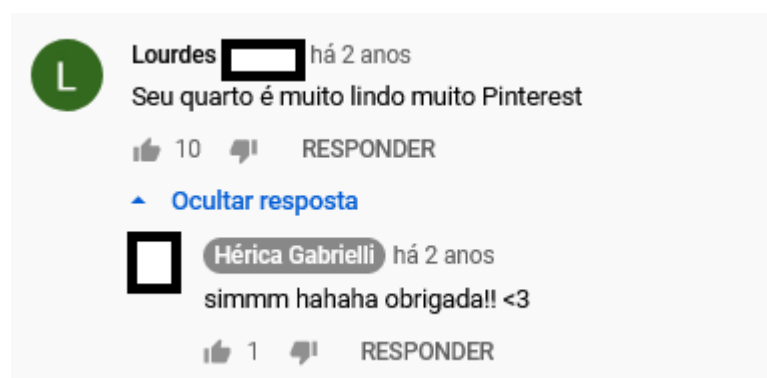 L
Lourdes há 2 anos
Seu quarto é muito lindo muito Pinterest
10 RESPONDER
Ocultar resposta
Hérica Gabrielli há 2 anos
simmm hahaha obrigada!! <3
1 RESPONDER